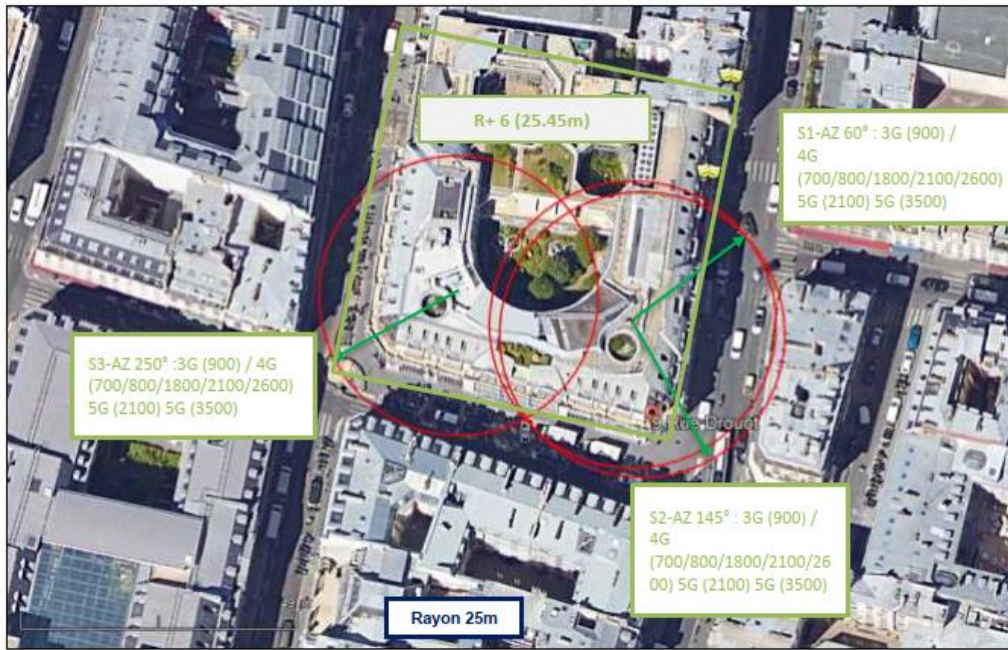 R+ 6 (25.45m)
S1-AZ 60° : 3G (900) /
4G
(700/800/1800/2100/2600)
5G (2100) 5G (3500)
S3-AZ 250° :3G (900) / 4G
(700/800/1800/2100/2600)
5G (2100) 5G (3500)
Rue Drouot
S2-AZ 145° : 3G (900) /
4G
(700/800/1800/2100/26
00) 5G (2100) 5G (3500)
Rayon 25m